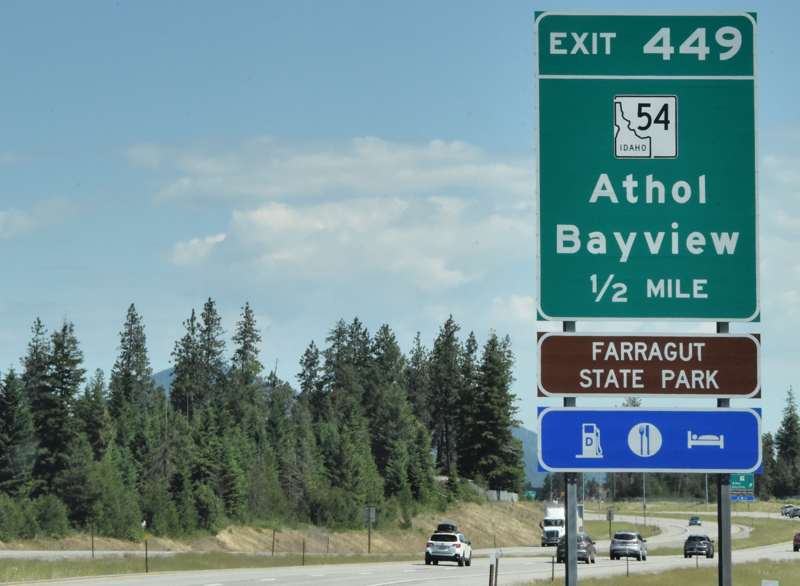 EXIT 449
54
IDAHO
Athol
Bayview
1/2 MILE
FARRAGUT
STATE PARK
D